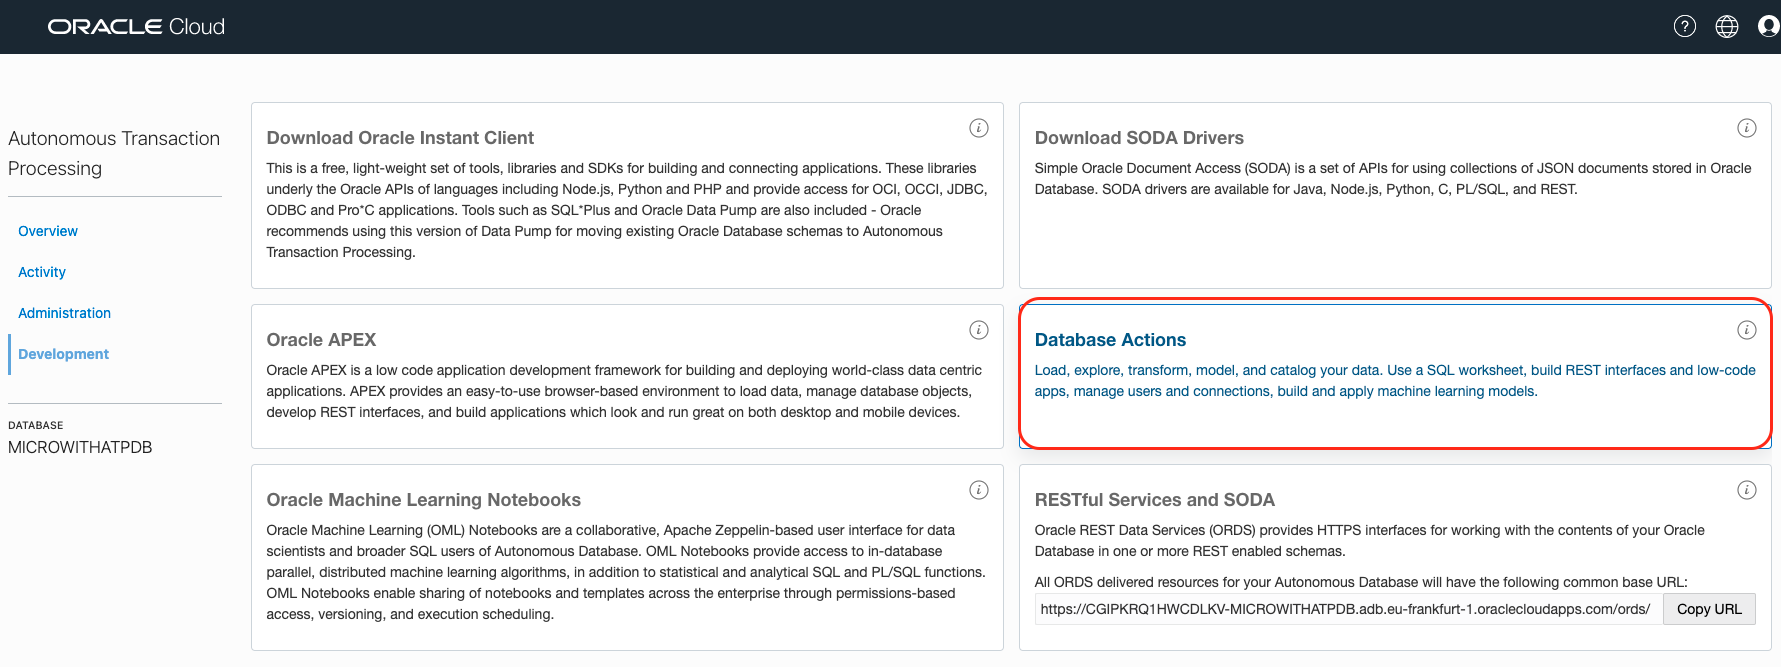 ORACLE Cloud
?
Autonomous Transaction
Processing
Overview
Activity
Administration
Development
DATABASE
MICROWITHATPDB
Download Oracle Instant Client
i
This is a free, light-weight set of tools, libraries and SDKs for building and connecting applications. These libraries
underly the Oracle APIs of languages including Node.js, Python and PHP and provide access for OCI, OCCI, JDBC,
ODBC and Pro*C applications. Tools such as SQL*Plus and Oracle Data Pump are also included - Oracle
recommends using this version of Data Pump for moving existing Oracle Database schemas to Autonomous
Transaction Processing.
Download SODA Drivers
i
Simple Oracle Document Access (SODA) is a set of APIs for using collections of JSON documents stored in Oracle
Database. SODA drivers are available for Java, Node.js, Python, C, PL/SQL, and REST.
Oracle APEX
i
Oracle APEX is a low code application development framework for building and deploying world-class data centric
applications. APEX provides an easy-to-use browser-based environment to load data, manage database objects,
develop REST interfaces, and build applications which look and run great on both desktop and mobile devices.
Database Actions
i
Load, explore, transform, model, and catalog your data. Use a SQL worksheet, build REST interfaces and low-code
apps, manage users and connections, build and apply machine learning models.
Oracle Machine Learning Notebooks
i
Oracle Machine Learning (OML) Notebooks are a collaborative, Apache Zeppelin-based user interface for data
scientists and broader SQL users of Autonomous Database. OML Notebooks provide access to in-database
parallel, distributed machine learning algorithms, in addition to statistical and analytical SQL and PL/SQL functions.
OML Notebooks enable sharing of notebooks and templates across the enterprise through permissions-based
access, versioning, and execution scheduling.
RESTful Services and SODA
i
Oracle REST Data Services (ORDS) provides HTTPS interfaces for working with the contents of your Oracle
Database in one or more REST enabled schemas.
All ORDS delivered resources for your Autonomous Database will have the following common base URL:
https://CGIPKRQ1HWCDLKV-MICROWITHATPDB.adb.eu-frankfurt-1.oraclecloudapps.com/ords/
Copy URL